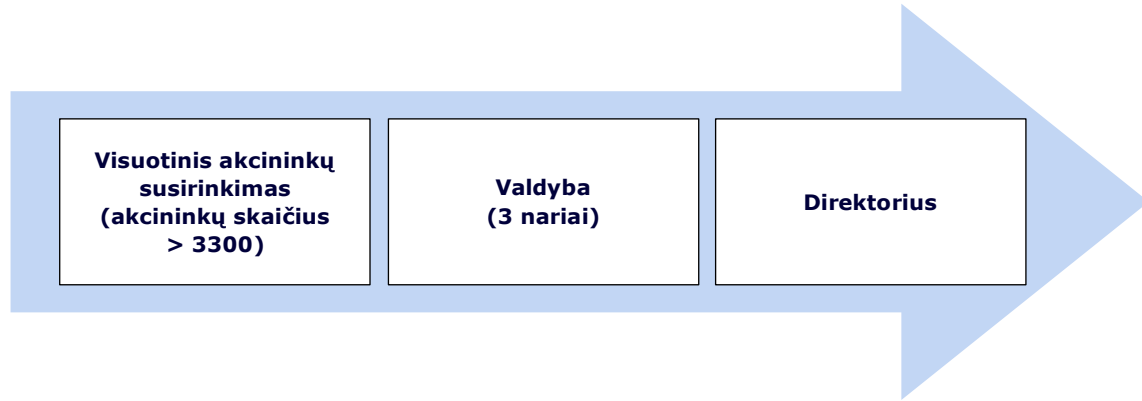 Visuotinis akcininkų
susirinkimas
(akcininkų skaičius
> 3300)
Valdyba
(3 nariai)
Direktorius